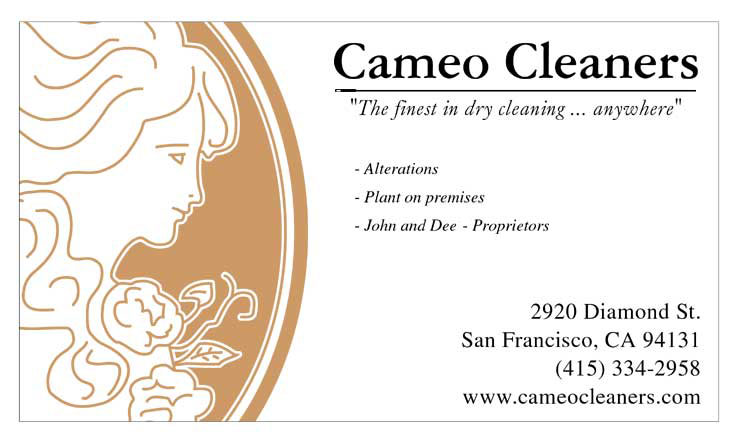 Cameo Cleaners
"The finest in dry cleaning ... anywhere"
- Alterations
- Plant on premises
- John and Dee - Proprietors
2920 Diamond St.
San Francisco, CA 94131
(415) 334-2958
www.cameocleaners.com